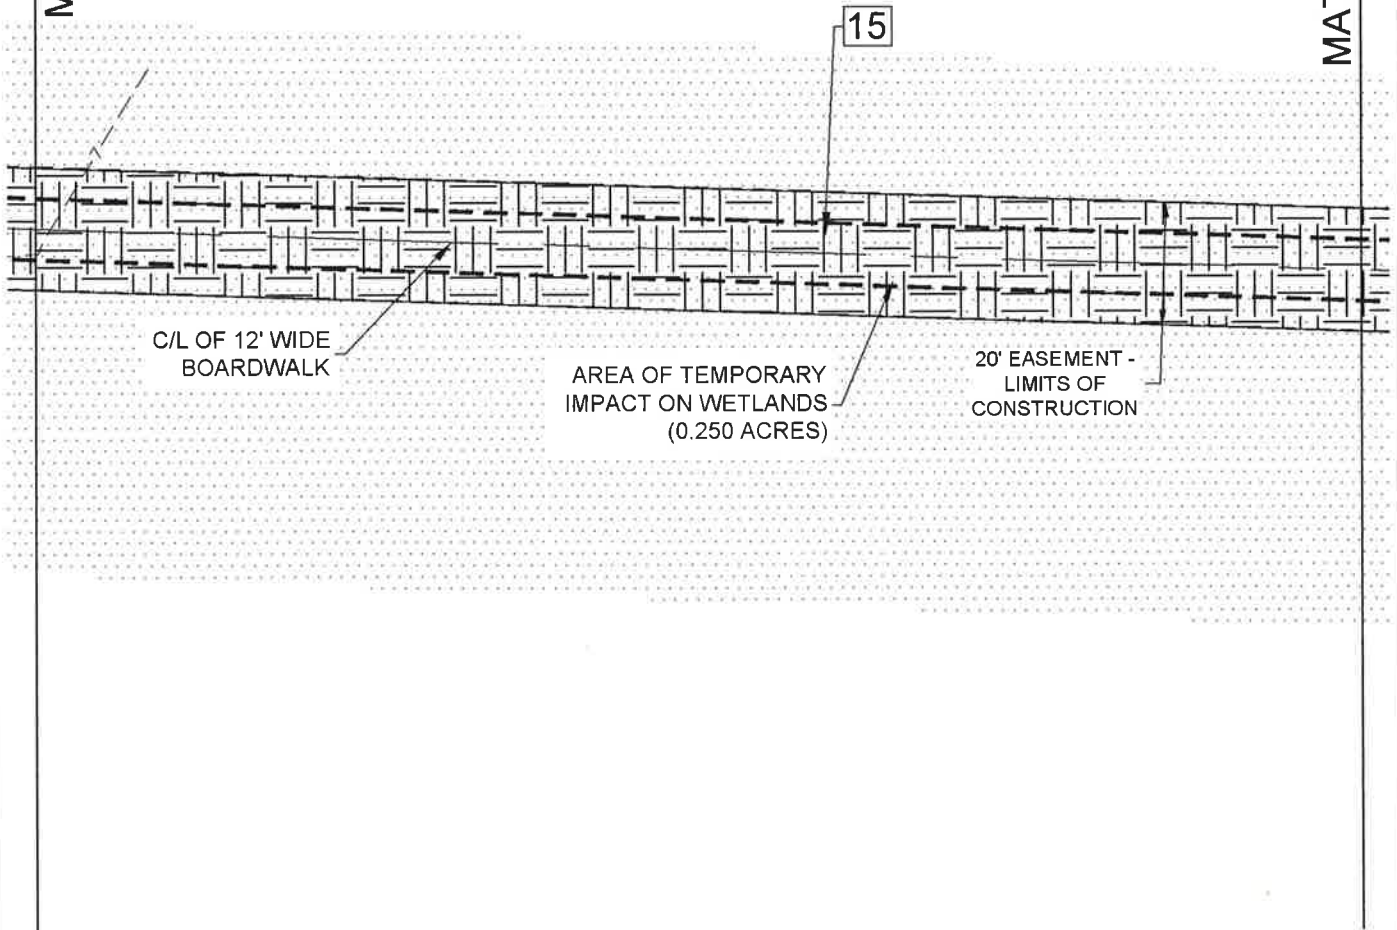 15
C/L OF 12' WIDE
BOARDWALK
AREA OF TEMPORARY
IMPACT ON WETLANDS
(0.250 ACRES)
20' EASEMENT -
LIMITS OF
CONSTRUCTION